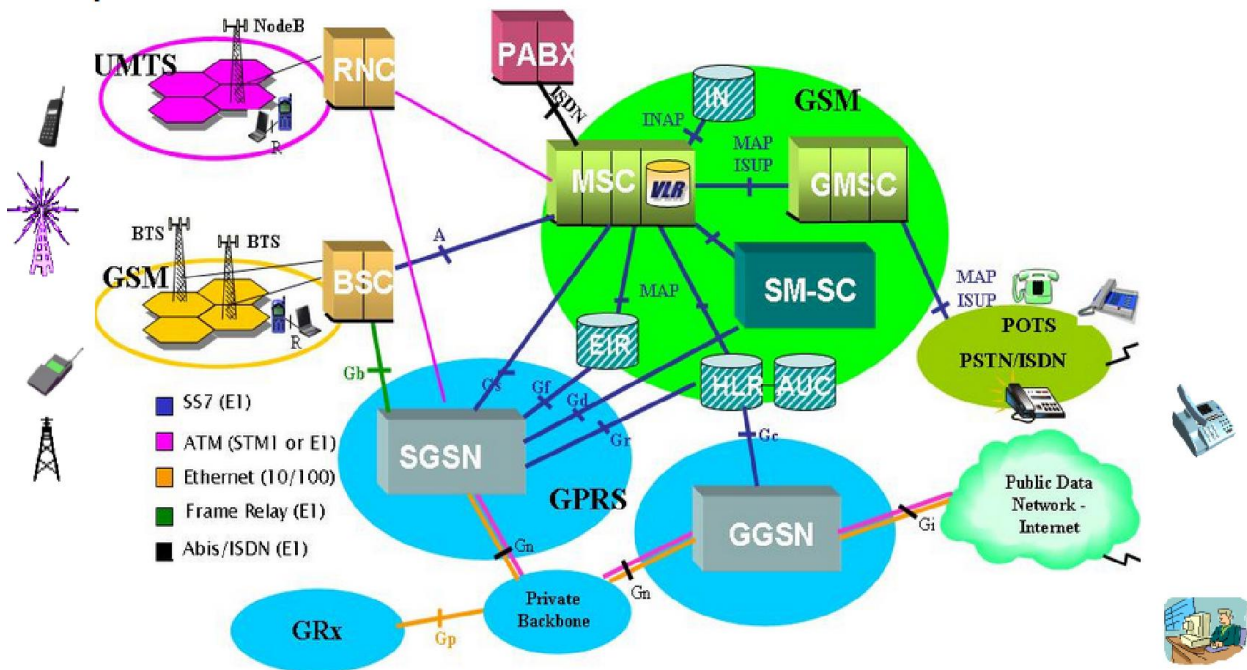 NodeB
UMTS
RNC
R
PABX
ISDN
IN
GSM
INAP
MAP
ISUP
MSC
VLR
GMSC
BTS
BTS
GSM
BSC
A
R
MAP
SM-SC
EIR
MAP
ISUP
POTS
PSTN/ISDN
Gb
Gs
Gf
Gd
Gr
HLR
AUC
Gc
SS7 (E1)
ATM (STM1 or E1)
Ethernet (10/100)
Frame Relay (E1)
Abis/ISDN (E1)
SGSN
GPRS
GGSN
Gi
Public Data
Network -
Internet
Gn
Gn
Private
Backbone
GRx
Gp